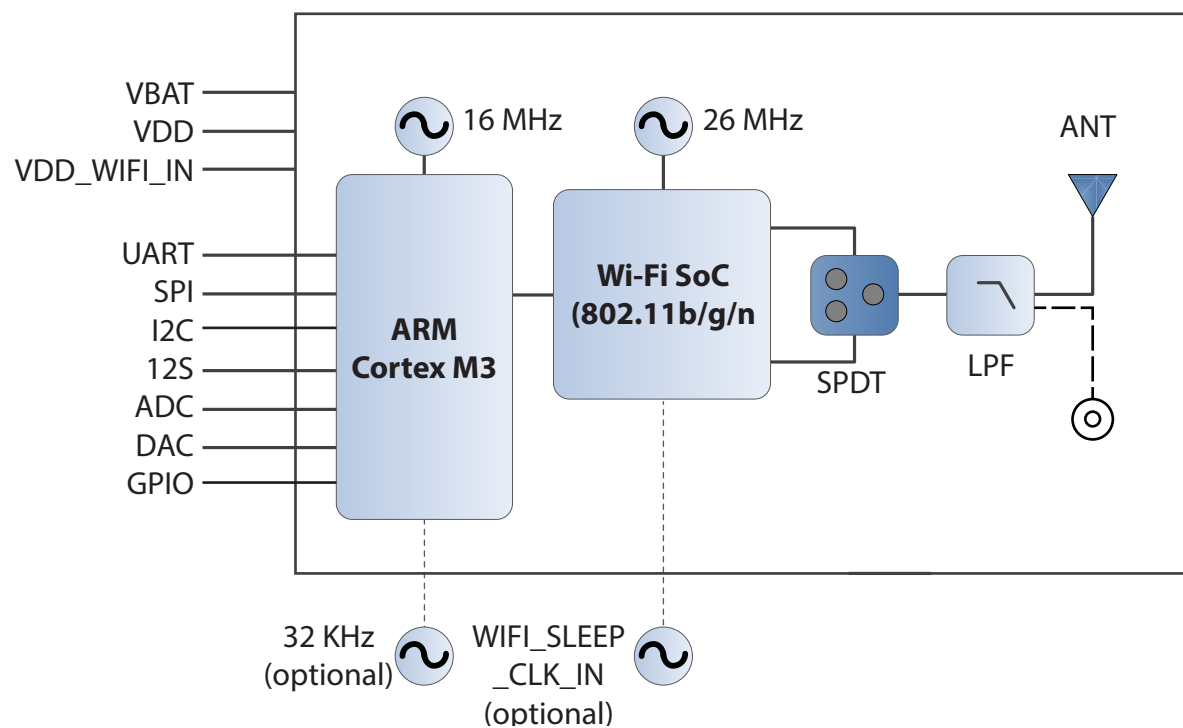 VBAT
VDD
VDD_WIFI_IN
UART
SPI
I2C
12S
ADC
DAC
GPIO
16 MHz
26 MHz
ANT
ARM
Cortex M3
Wi-Fi SoC
(802.11b/g/n
SPDT
LPF
32 KHz
(optional)
WIFI_SLEEP
_CLK_IN
(optional)